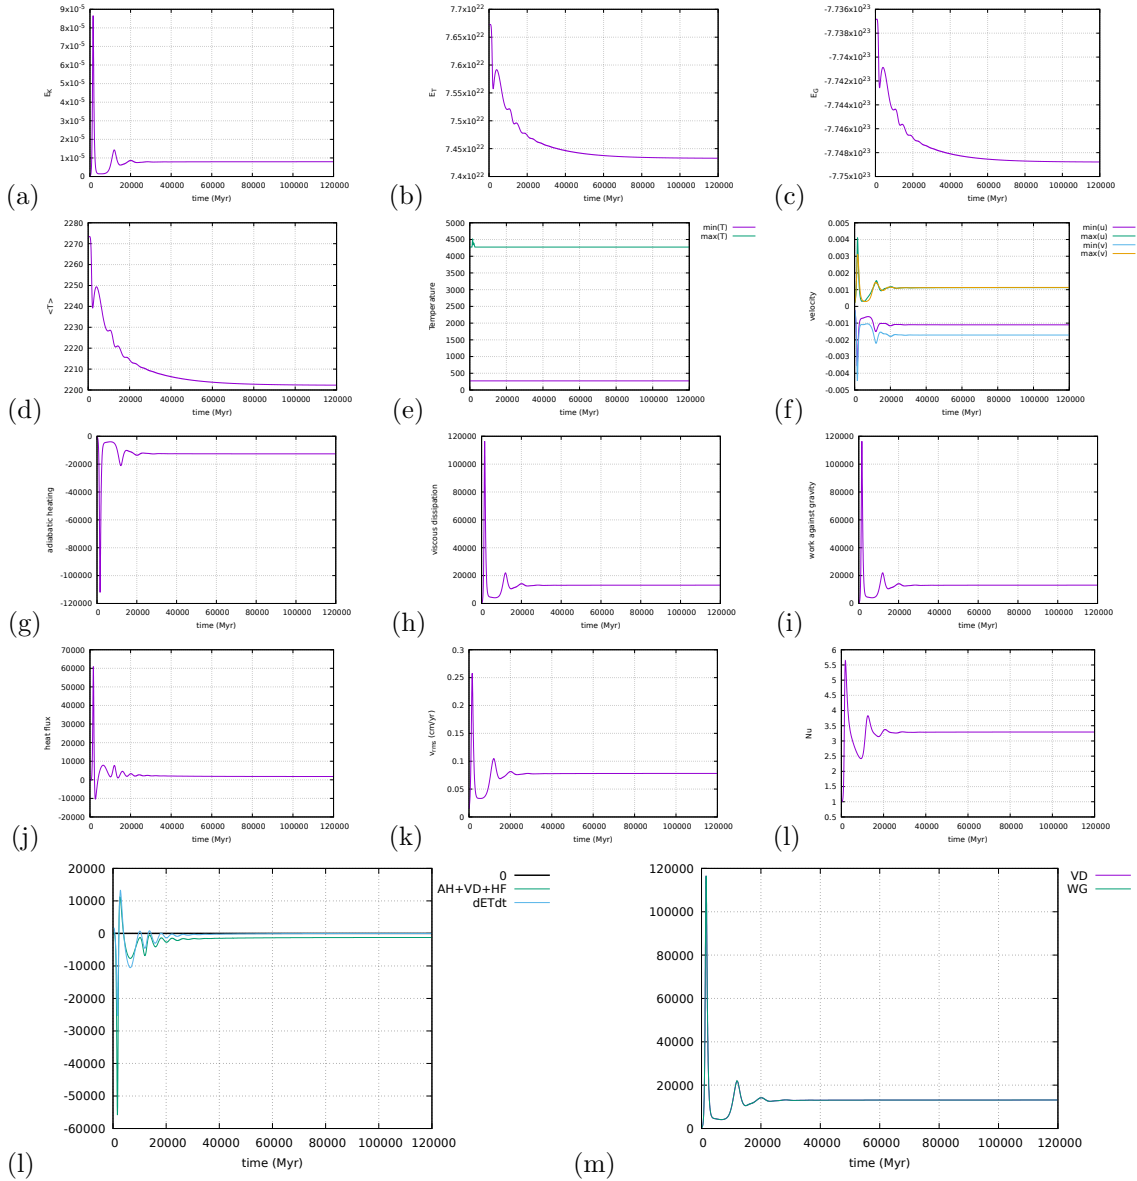 9x10-5
8x10-5
7x10-5
6x10-5
5x10-5
4x10-5
3x10-5
2x10-5
1x10-5
0
EK
0 20000 40000 60000 80000 100000 120000
time (Myr)
(a)
7.7x1022
7.65x1022
7.6x1022
7.55x1022
7.5x1022
7.45x1022
7.4x1022
ET
0 20000 40000 60000 80000 100000 120000
time (Myr)
(b)
-7.736x1023
-7.738x1023
-7.74x1023
-7.742x1023
-7.744x1023
-7.746x1023
-7.748x1023
-7.75x1023
EG
0 20000 40000 60000 80000 100000 120000
time (Myr)
(c)
2280
2270
2260
2250
2240
2230
2220
2210
2200
<T>
0 20000 40000 60000 80000 100000 120000
time (Myr)
(d)
5000
4500
4000
3500
3000
2500
2000
1500
1000
500
0
Temperature
min(T)
max(T)
0 20000 40000 60000 80000 100000 120000
time (Myr)
(e)
0.005
0.004
0.003
0.002
0.001
0
-0.001
-0.002
-0.003
-0.004
-0.005
velocity
min(u)
max(u)
min(v)
max(v)
0 20000 40000 60000 80000 100000 120000
time (Myr)
(f)
0
-20000
-40000
-60000
-80000
-100000
-120000
adiabatic heating
0 20000 40000 60000 80000 100000 120000
time (Myr)
(g)
120000
100000
80000
60000
40000
20000
0
viscous dissipation
0 20000 40000 60000 80000 100000 120000
time (Myr)
(h)
120000
100000
80000
60000
40000
20000
0
work against gravity
0 20000 40000 60000 80000 100000 120000
time (Myr)
(i)
70000
60000
50000
40000
30000
20000
10000
0
-10000
-20000
heat flux
0 20000 40000 60000 80000 100000 120000
time (Myr)
(j)
0.3
0.25
0.2
0.15
0.1
0.05
0
vrms (cm/yr)
0 20000 40000 60000 80000 100000 120000
time (Myr)
(k)
6
5.5
5
4.5
4
3.5
3
2.5
2
1.5
1
0.5
Nu
0 20000 40000 60000 80000 100000 120000
time (Myr)
(l)
20000
10000
0
-10000
-20000
-30000
-40000
-50000
-60000
0
AH+VD+HF
dETdt
0 20000 40000 60000 80000 100000 120000
time (Myr)
(l)
120000
100000
80000
60000
40000
20000
0
VD
WG
0 20000 40000 60000 80000 100000 120000
time (Myr)
(m)